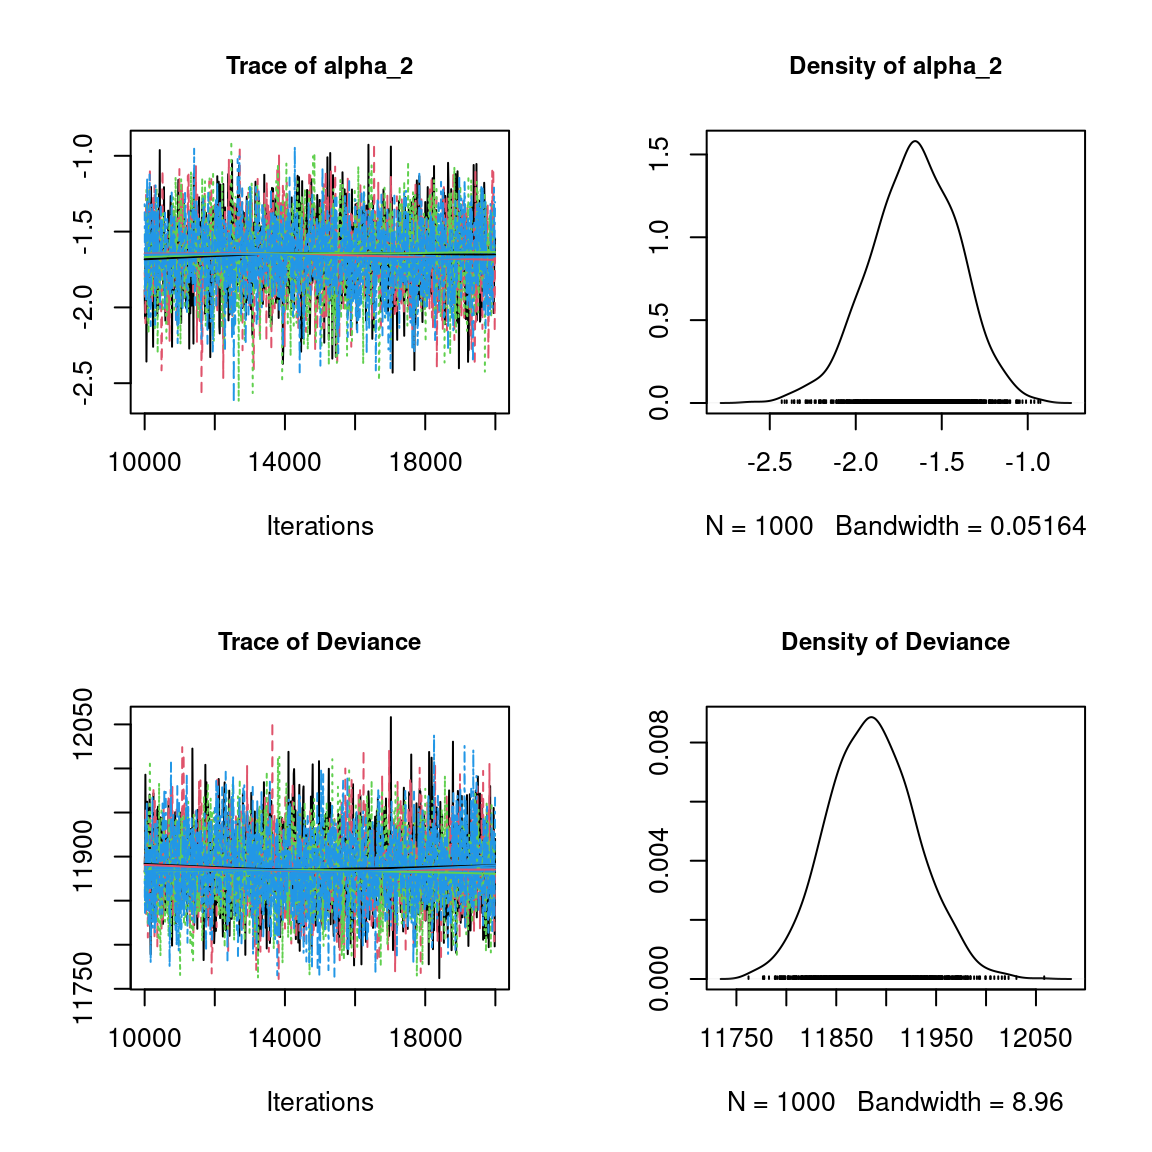 Trace of alpha_2
-1.0
-1.5
-2.0
-2.5
10000 14000 18000
Iterations
Density of alpha_2
1.5
1.0
0.5
0.0
-2.5 -2.0 -1.5 -1.0
N = 1000 Bandwidth = 0.05164
Trace of Deviance
12050
11900
11750
10000 14000 18000
Iterations
Density of Deviance
0.008
0.004
0.000
11750 11850 11950 12050
N = 1000 Bandwidth = 8.96